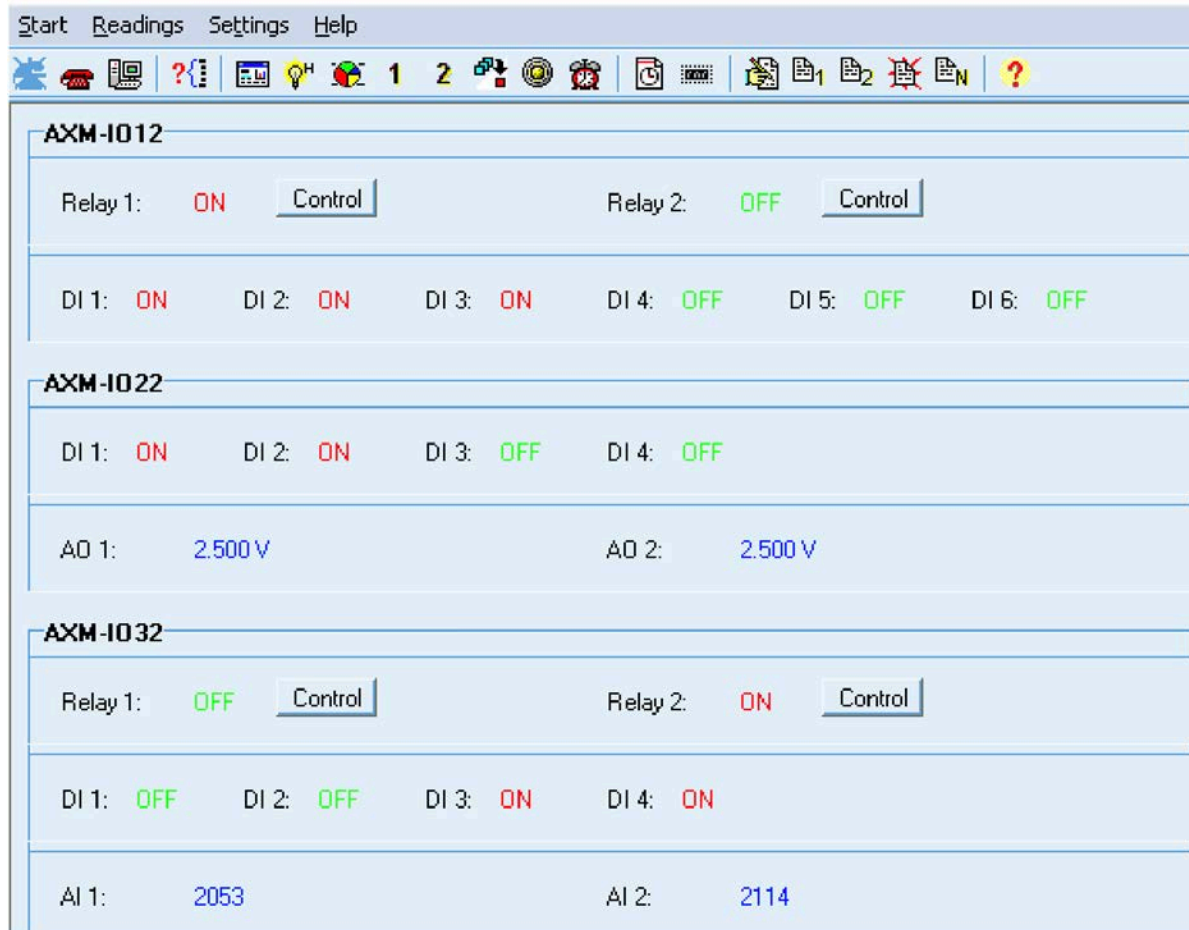 Start Readings Settings Help
?{ H 1 2 1 2 N ?
AXM-IO12
Relay 1: ON Control Relay 2: OFF Control
DI 1: ON DI 2: ON DI 3: ON DI 4: OFF DI 5: OFF DI 6: OFF
AXM-IO22
DI 1: ON DI 2: ON DI 3: OFF DI 4: OFF
AO 1: 2.500 V AO 2: 2.500 V
AXM-IO32
Relay 1: OFF Control Relay 2: ON Control
DI 1: OFF DI 2: OFF DI 3: ON DI 4: ON
AI 1: 2053 AI 2: 2114